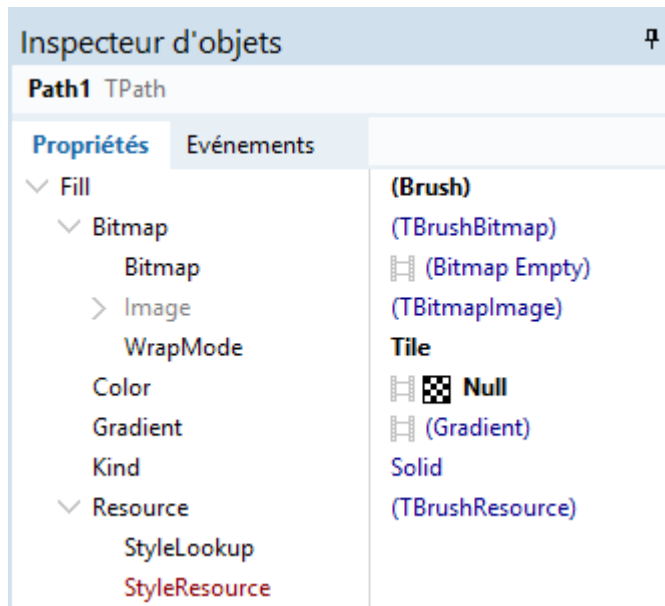 Inspecteur d'objets
Path1 TPath
Propriétés Evénements
Fill (Brush)
Bitmap (TBrushBitmap)
Bitmap (Bitmap Empty)
Image (TBitmapImage)
WrapMode Tile
Color Null
Gradient (Gradient)
Kind Solid
Resource (TBrushResource)
StyleLookup
StyleResource